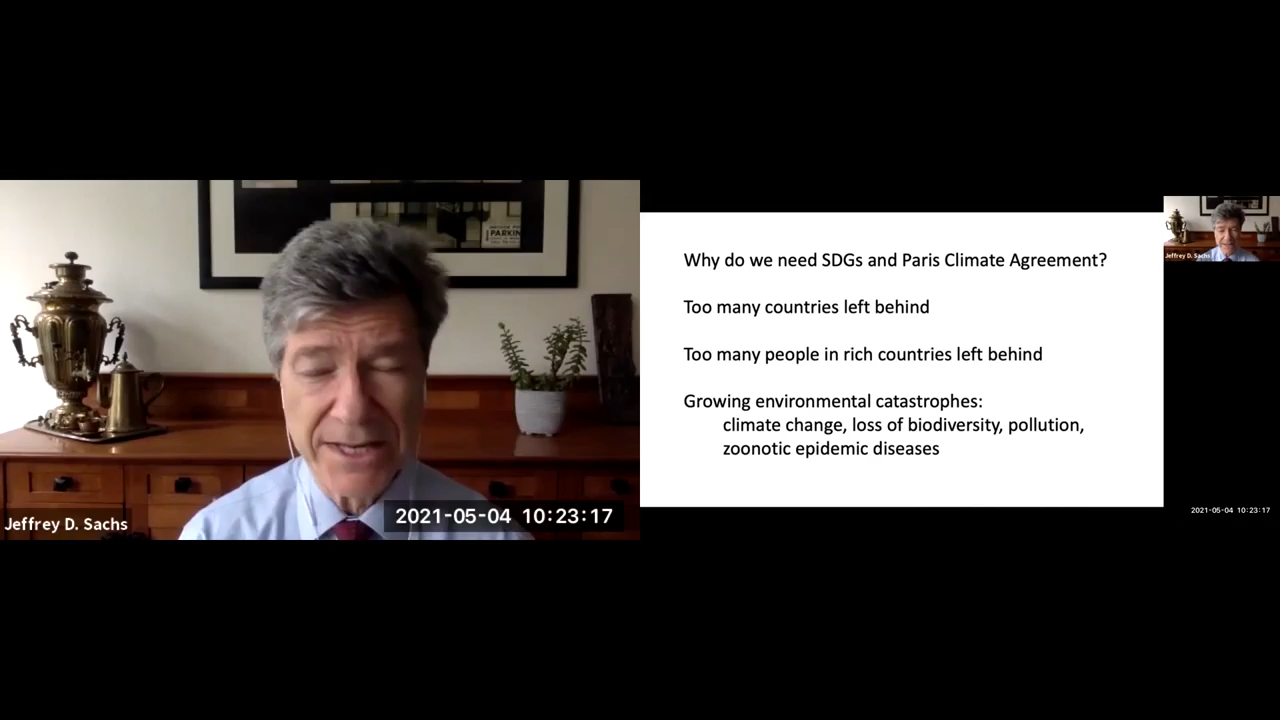 PARKIN
Jeffrey D. Sachs
2021-05-04 10:23:17
Why do we need SDGs and Paris Climate Agreement?
Too many countries left behind
Too many people in rich countries left behind
Growing environmental catastrophes:
climate change, loss of biodiversity, pollution,
zoonotic epidemic diseases
Jeffrey D. Sachs
2021-05-04 10:23:17